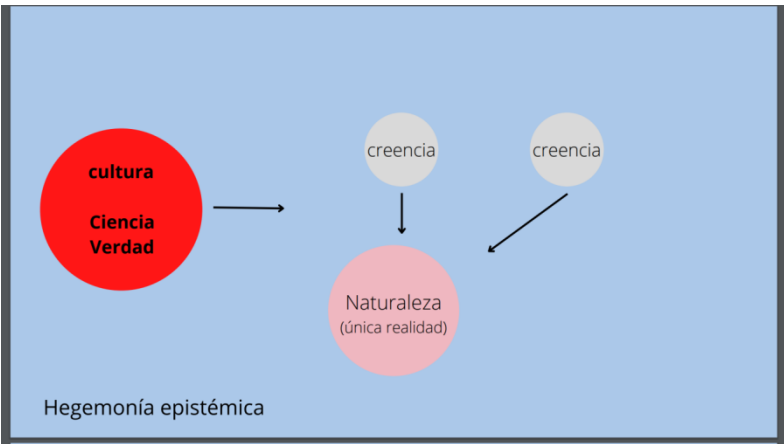 cultura
Ciencia
Verdad
creencia
creencia
Naturaleza
(única realidad)
Hegemonía epistémica